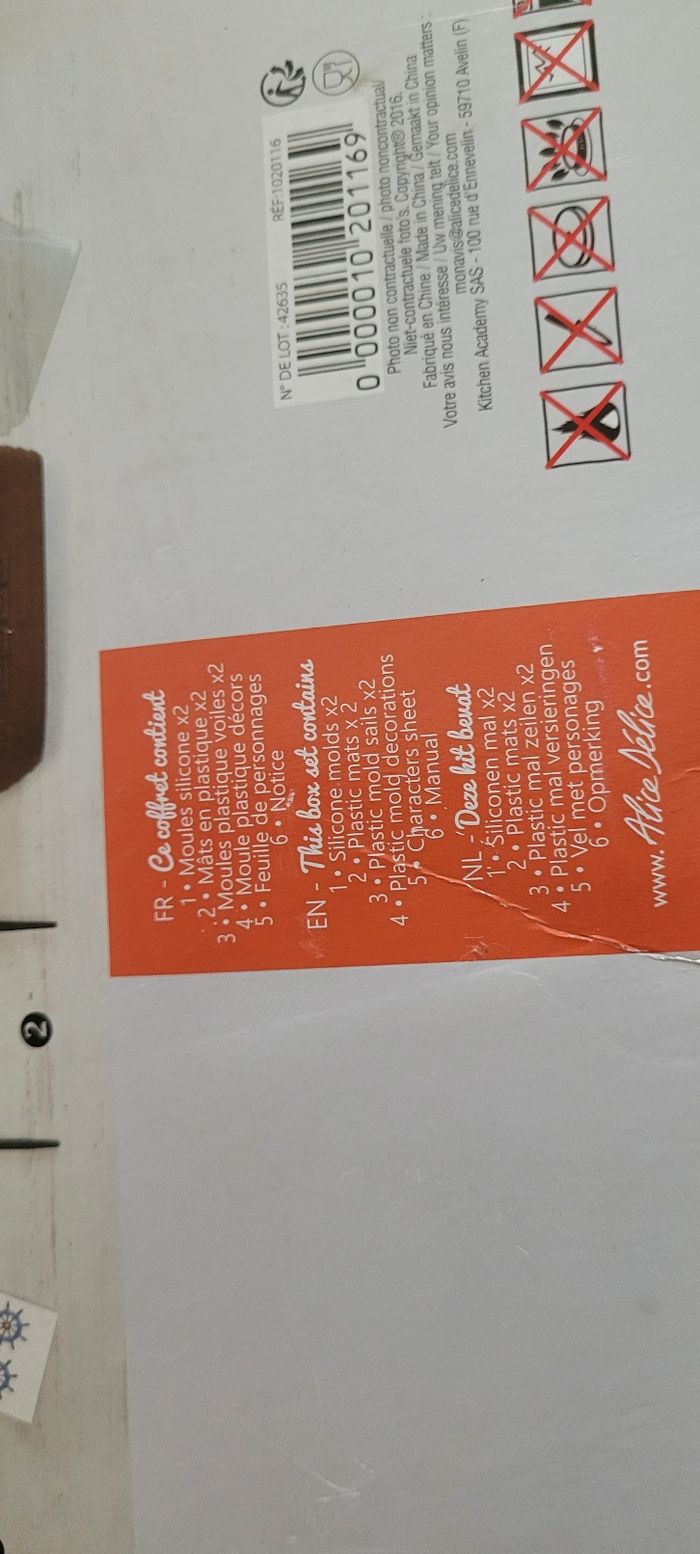 FR - Ce coffret contient
1 • Moules silicone x2
2 • Mâts en plastique x2
3 • Moules plastique voiles x2
4 • Moule plastique décors
5 • Feuille de personnages
6 • Notice
EN - This box set contains
1 • Silicone molds x2
2 • Plastic mats x 2
3 • Plastic mold sails x2
4 • Plastic mold decorations
5 • Characters sheet
6 • Manual
NL - Deze kit bevat
1 • Siliconen mal x2
2 • Plastic mats x2
3 • Plastic mal zeilen x2
4 • Plastic mal versieringen
5 • Vel met personages
6 • Opmerking
www.Alice Délice.com
N° DE LOT : 42635 REF:1020116
0 000010 201169
Photo non contractuelle / photo noncontractual
Niet-contractuele foto's. Copyright® 2016.
Fabriqué en Chine / Made in China / Gemaakt in China
Votre avis nous intéresse / Uw mening telt / Your opinion matters :
monavis@alicedelice.com
Kitchen Academy SAS - 100 rue d'Ennevelin - 59710 Avelin (F)
2